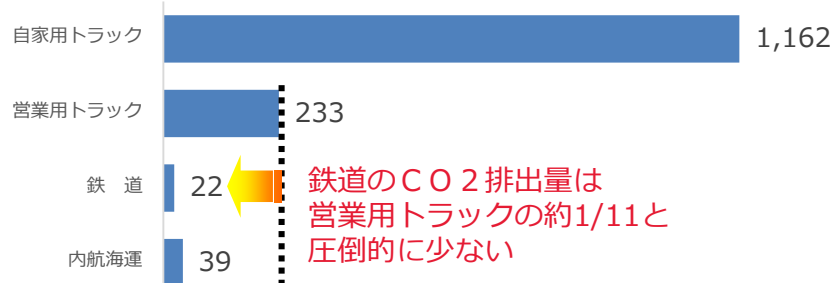 自家用トラック
1,162
営業用トラック
233
鉄　道
22
鉄道のＣＯ２排出量は
営業用トラックの約1/11と
圧倒的に少ない
内航海運
39